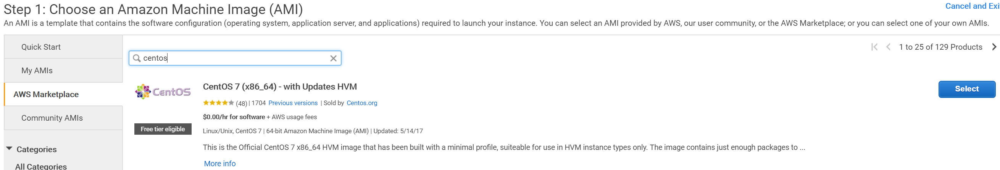 Step 1: Choose an Amazon Machine Image (AMI)
Cancel and Exi
An AMI is a template that contains the software configuration (operating system, application server, and applications) required to launch your instance. You can select an AMI provided by AWS, our user community, or the AWS Marketplace; or you can select one of your own AMIs.
Quick Start
My AMIs
AWS Marketplace
Community AMIs
Categories
All Categories
centos
1 to 25 of 129 Products
CentOS
Free tier eligible
CentOS 7 (x86_64) - with Updates HVM
(48) | 1704 Previous versions | Sold by Centos.org
$0.00/hr for software + AWS usage fees
Linux/Unix, CentOS 7 | 64-bit Amazon Machine Image (AMI) | Updated: 5/14/17
This is the Official CentOS 7 x86_64 HVM image that has been built with a minimal profile, suiteable for use in HVM instance types only. The image contains just enough packages to ...
More info
Select